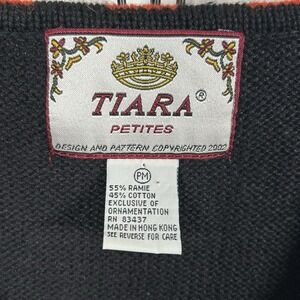 TIARA®
PETITES
DESIGN AND PATTERN COPYRIGHTED 2002
PM
55% RAMIE
45% COTTON
EXCLUSIVE OF
ORNAMENTATION
RN 83437
MADE IN HONG KONG
SEE REVERSE FOR CARE